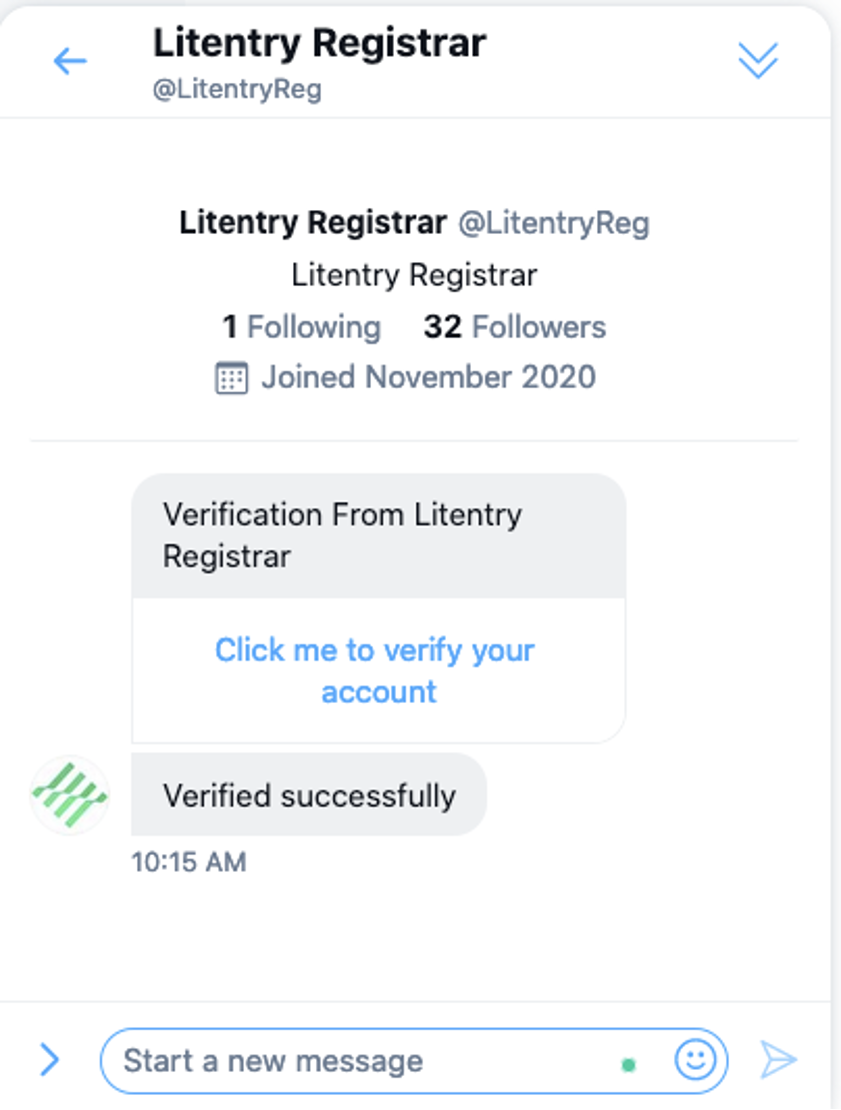 Litentry Registrar
@LitentryReg
Litentry Registrar @LitentryReg
Litentry Registrar
1 Following 32 Followers
Joined November 2020
Verification From Litentry
Registrar
Click me to verify your
account
Verified successfully
10:15 AM
Start a new message